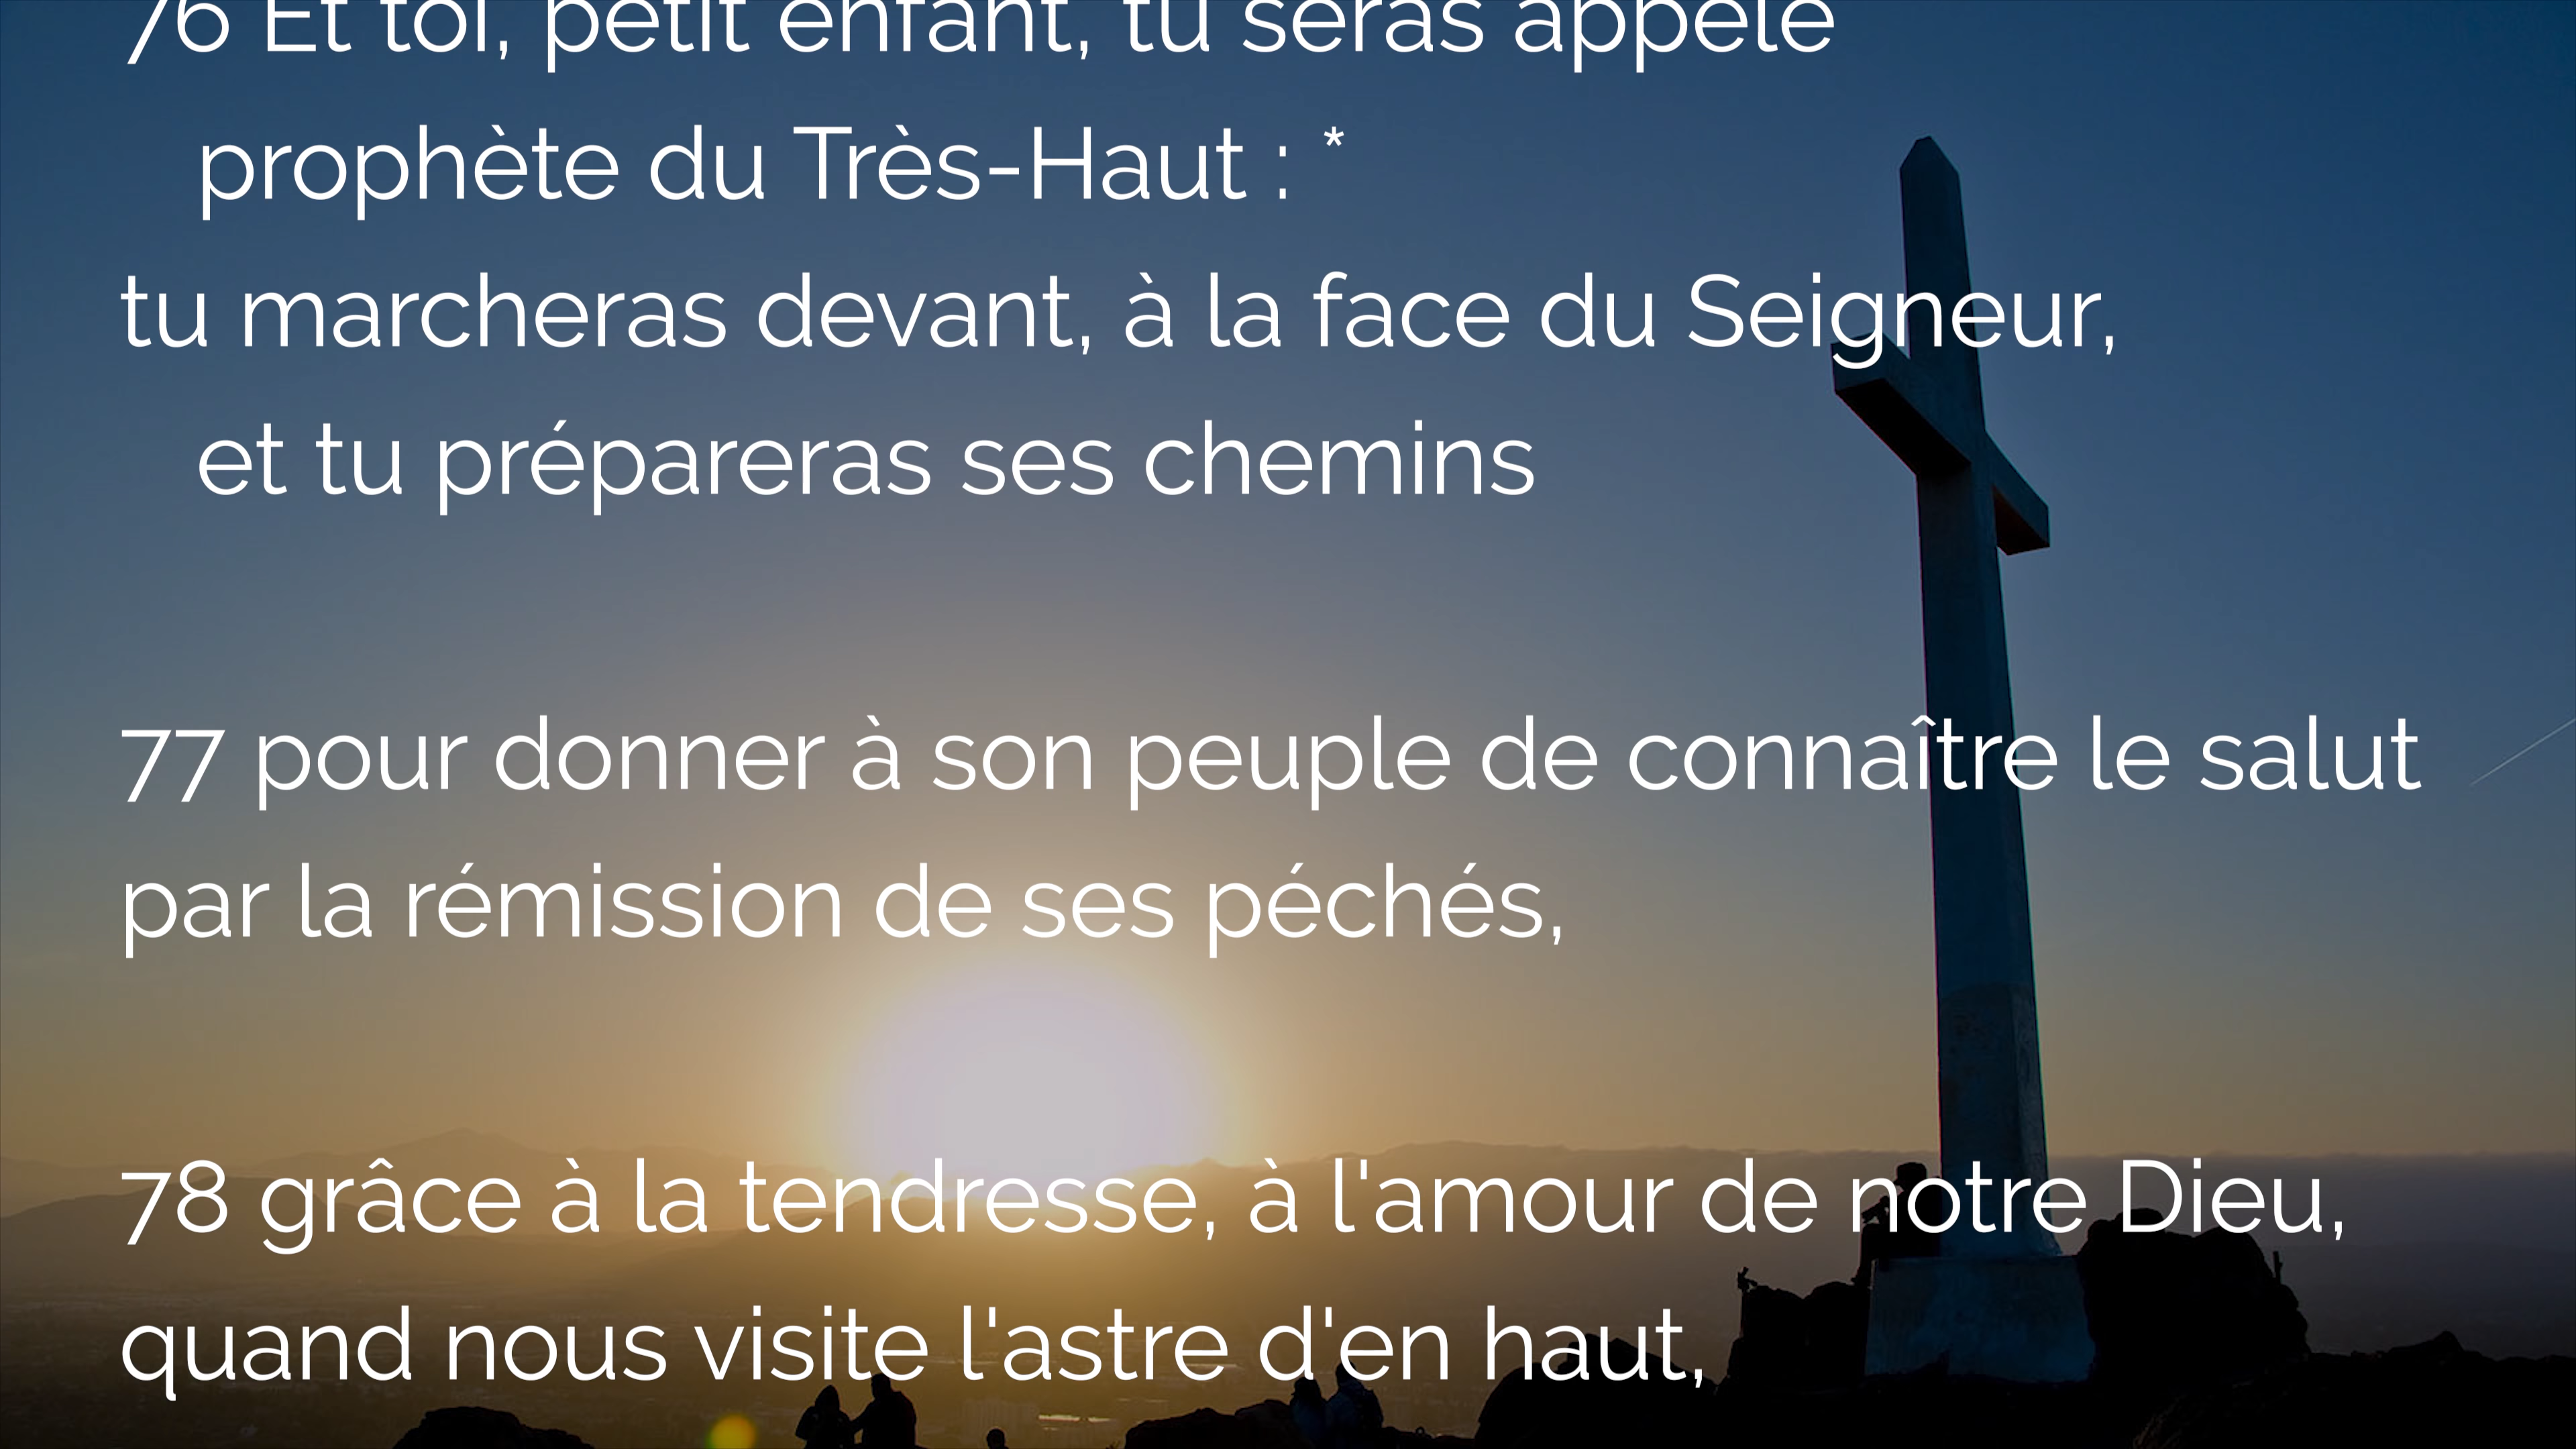 76 Et toi, petit enfant, tu seras appelé
prophète du Très-Haut : *
tu marcheras devant, à la face du Seigneur,
et tu prépareras ses chemins
77 pour donner à son peuple de connaître le salut
par la rémission de ses péchés,
78 grâce à la tendresse, à l'amour de notre Dieu,
quand nous visite l'astre d'en haut,